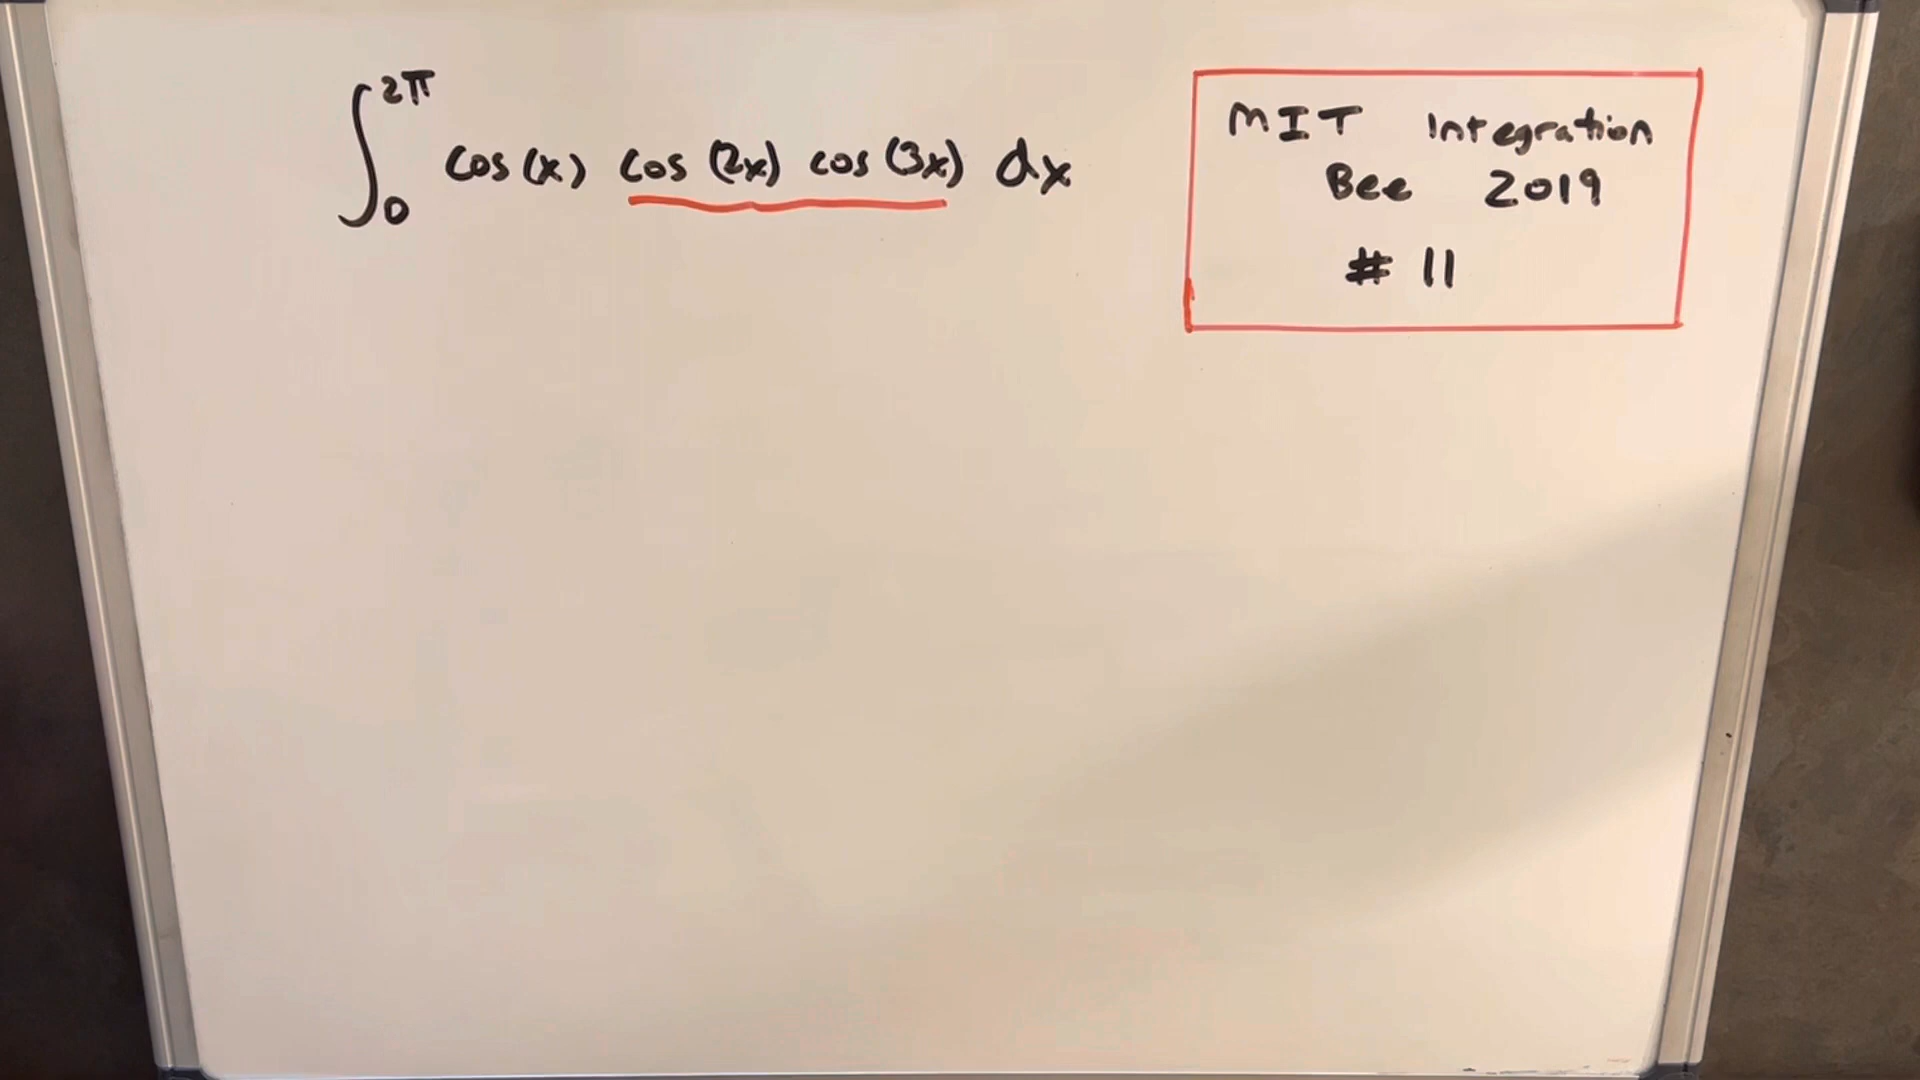 ∫₀^2π cos(x) cos(2x) cos(3x) dx
MIT Integration
Bee 2019
# 11